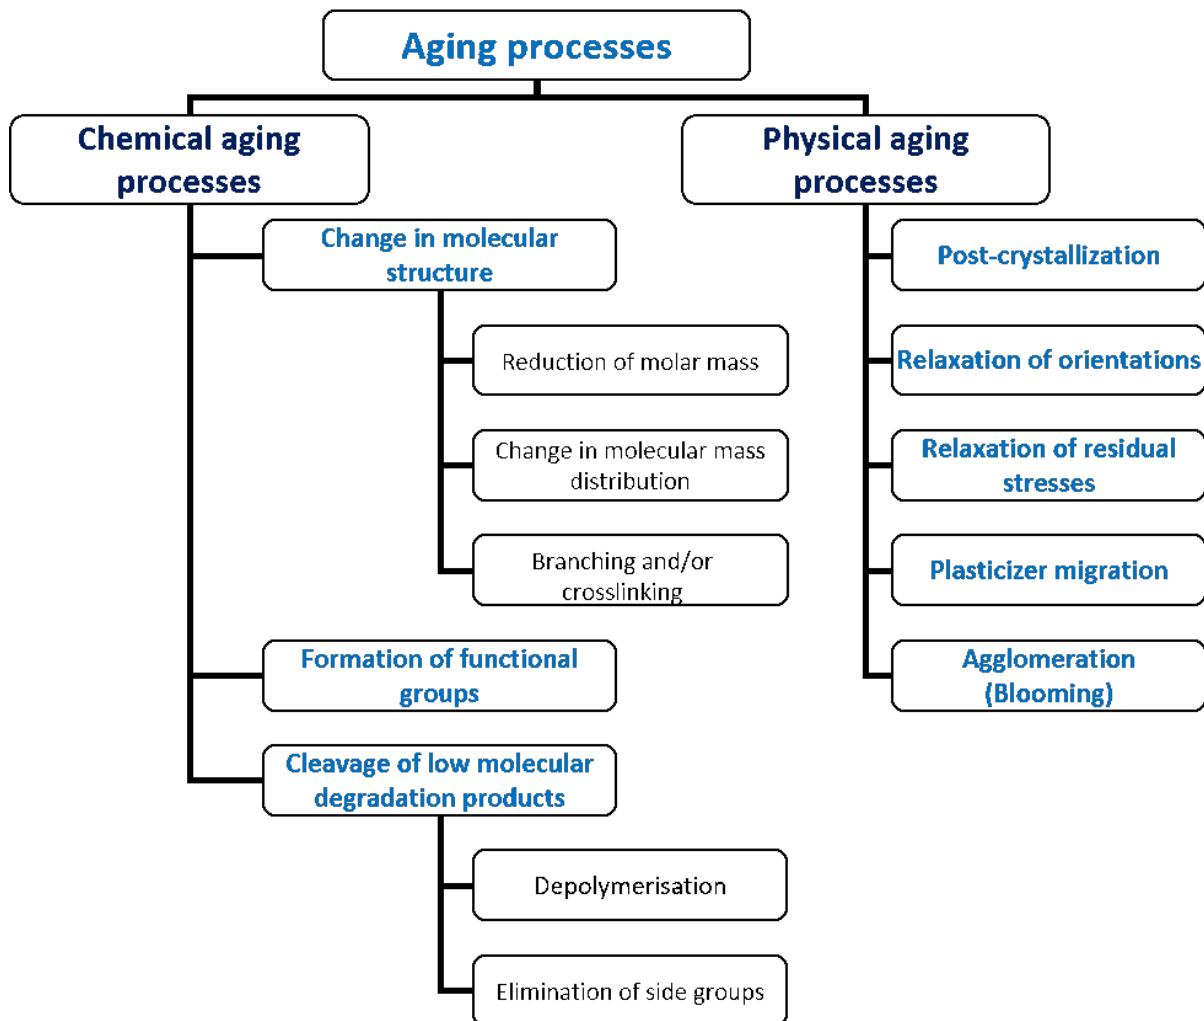 Aging processes
Chemical aging
processes
Physical aging
processes
Change in molecular
structure
Post-crystallization
Reduction of molar mass
Relaxation of orientations
Change in molecular mass
distribution
Relaxation of residual
stresses
Branching and/or
crosslinking
Plasticizer migration
Formation of functional
groups
Agglomeration
(Blooming)
Cleavage of low molecular
degradation products
Depolymerisation
Elimination of side groups